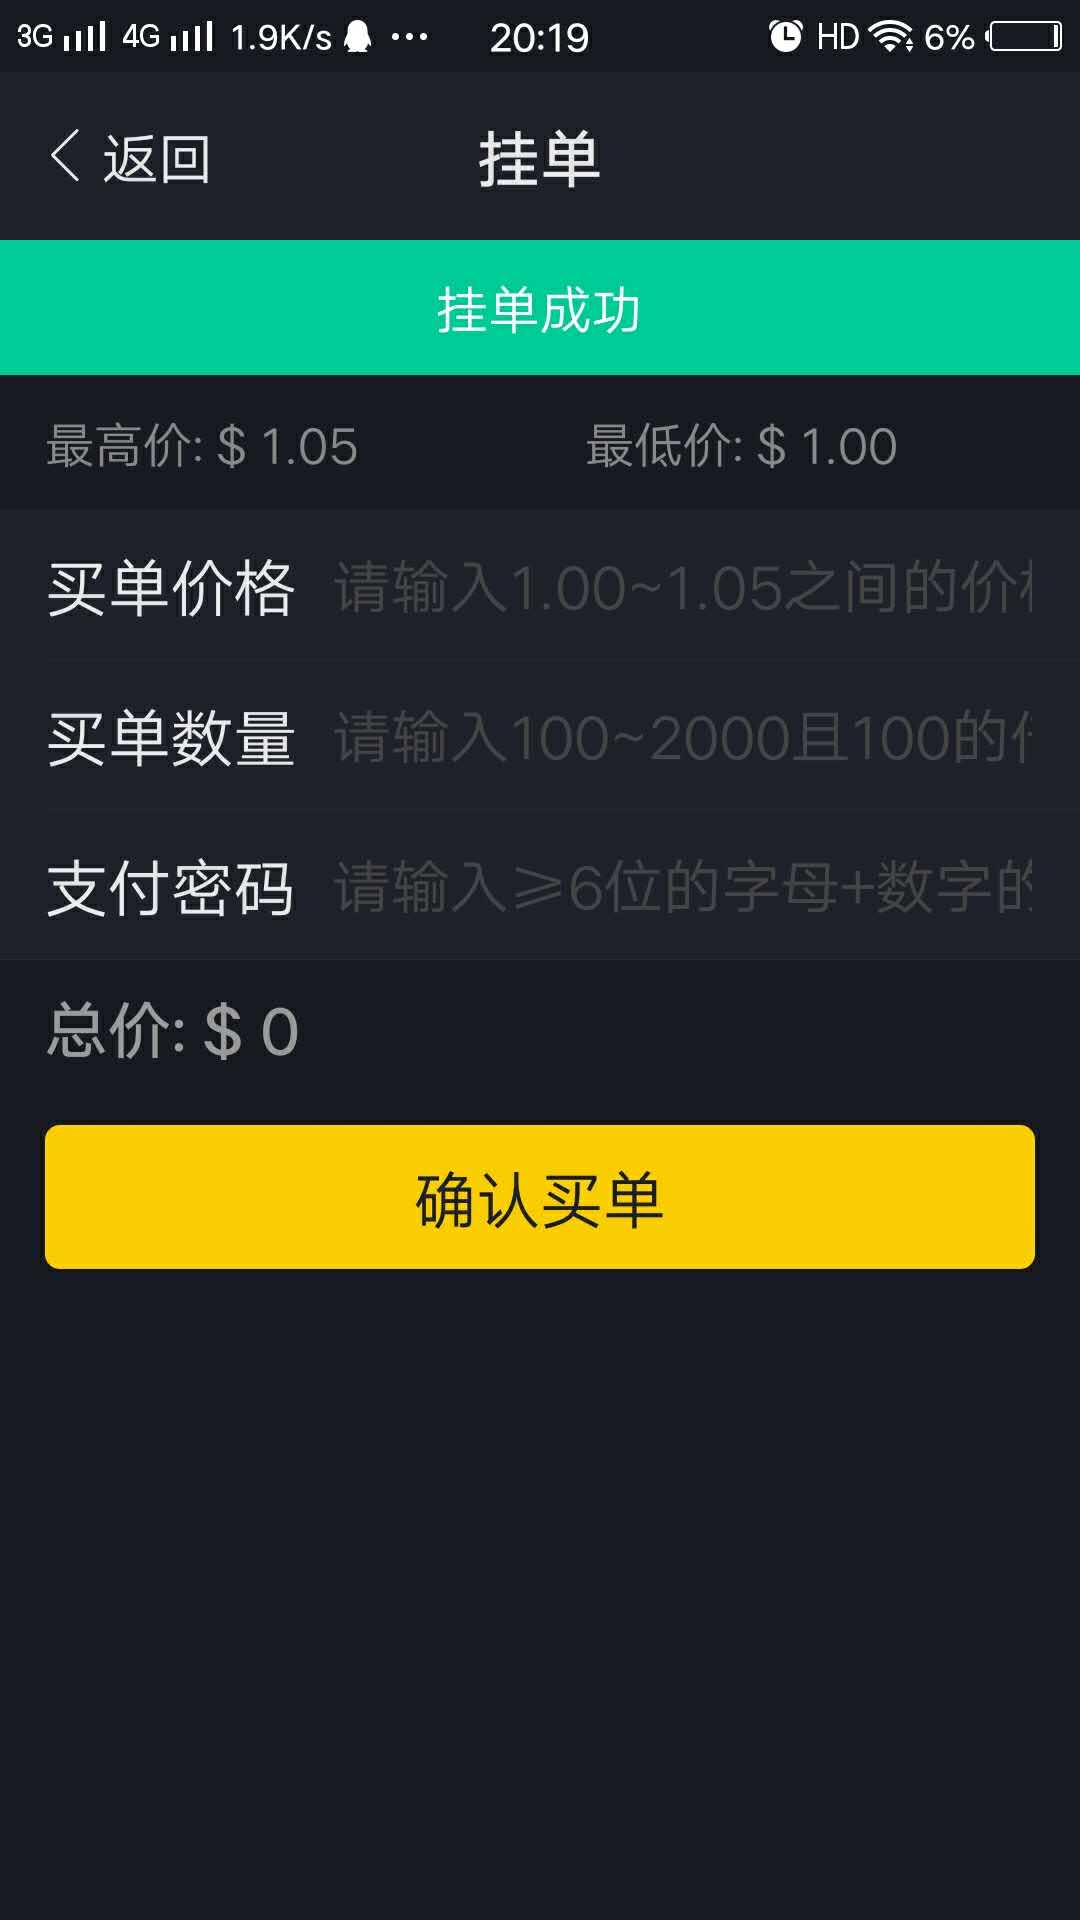 3G 4G 1.9K/s ··· 20:19 HD 6%
返回 挂单
挂单成功
最高价: $ 1.05 最低价: $ 1.00
买单价格 请输入1.00~1.05之间的价
买单数量 请输入100~2000且100的
支付密码 请输入≥6位的字母+数字的
总价: $ 0
确认买单